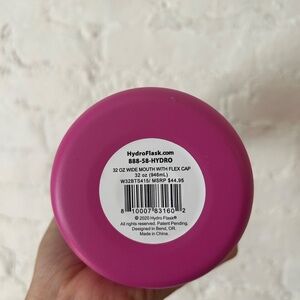 HydroFlask.com
888-58-HYDRO
32 OZ WIDE MOUTH WITH FLEX CAP
32 oz (946mL)
W32BTS415/ MSRP $44.95
8 10007 83160 2
© 2020 Hydro Flask®
All rights reserved. Patent Pending.
Designed in Bend, OR.
Made in China.